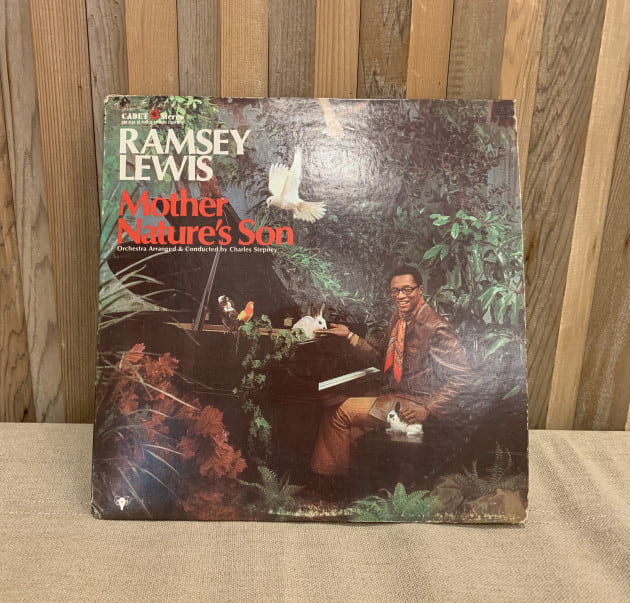 CADET
RAMSEY
LEWIS
Mother
Nature's Son
Orchestra Arranged & Conducted by Charles Stepney